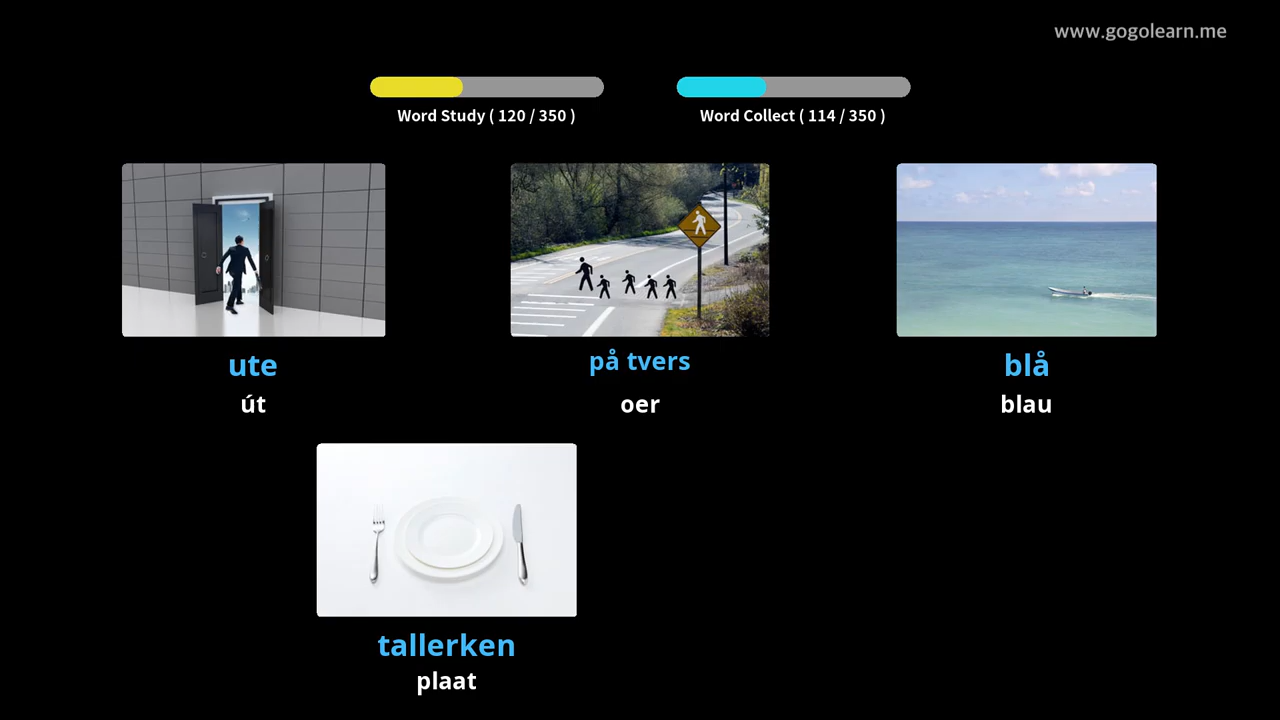 www.gogolearn.me
Word Study ( 120 / 350 )
Word Collect ( 114 / 350 )
ute
út
på tvers
oer
blå
blau
tallerken
plaat